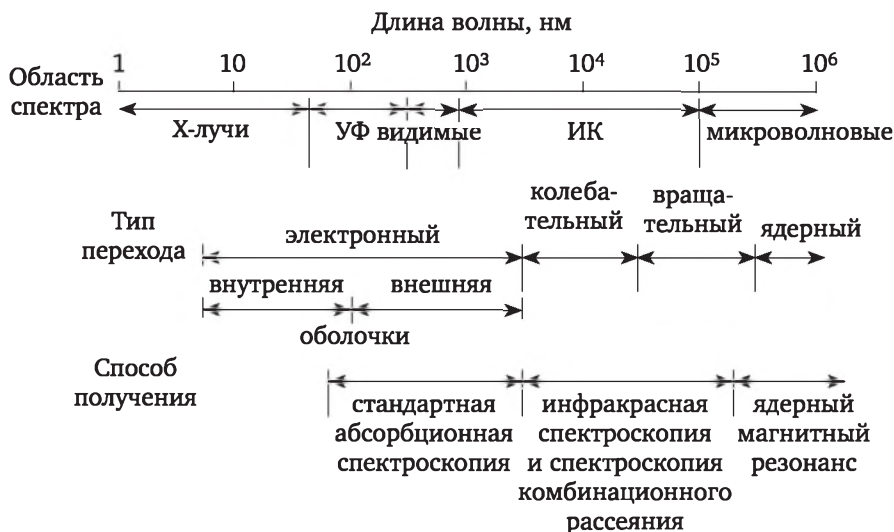 Длина волны, нм
1 10 10² 10³ 10⁴ 10⁵ 10⁶
Область
спектра
Х-лучи УФ видимые ИК микроволновые
Тип
перехода
электронный
колеба-
тельный
враща-
тельный
ядерный
внутренняя внешняя
оболочки
Способ
получения
стандартная
абсорбционная
спектроскопия
инфракрасная
спектроскопия
и спектроскопия
комбинационного
рассеяния
ядерный
магнитный
резонанс